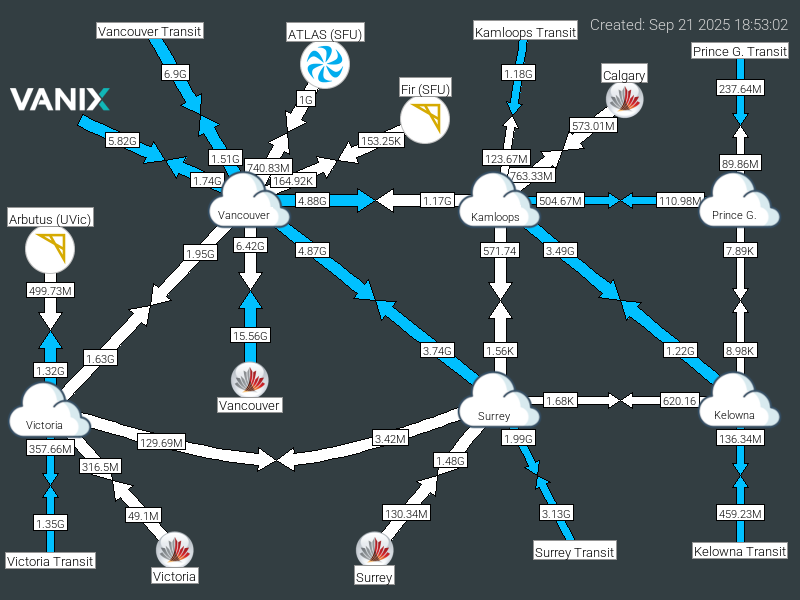 Created: Sep 21 2025 18:53:02
Vancouver Transit
ATLAS (SFU)
Kamloops Transit
Prince G. Transit
6.9G
1.18G
Calgary
Fir (SFU)
237.64M
VANIX
1G
573.01M
5.82G
153.25K
1.51G
123.67M
89.86M
740.83M
763.33M
1.74G
164.92K
4.88G
1.17G
504.67M
110.98M
Vancouver
Kamloops
Prince G.
Arbutus (UVic)
1.95G
6.42G
4.87G
571.74
3.49G
7.89K
499.73M
15.56G
1.63G
3.74G
1.56K
1.22G
8.98K
1.32G
Vancouver
1.68K
620.16
Victoria
Surrey
Kelowna
129.69M
3.42M
1.99G
136.34M
357.66M
316.5M
1.48G
49.1M
130.34M
3.13G
459.23M
1.35G
Victoria Transit
Victoria
Surrey
Surrey Transit
Kelowna Transit